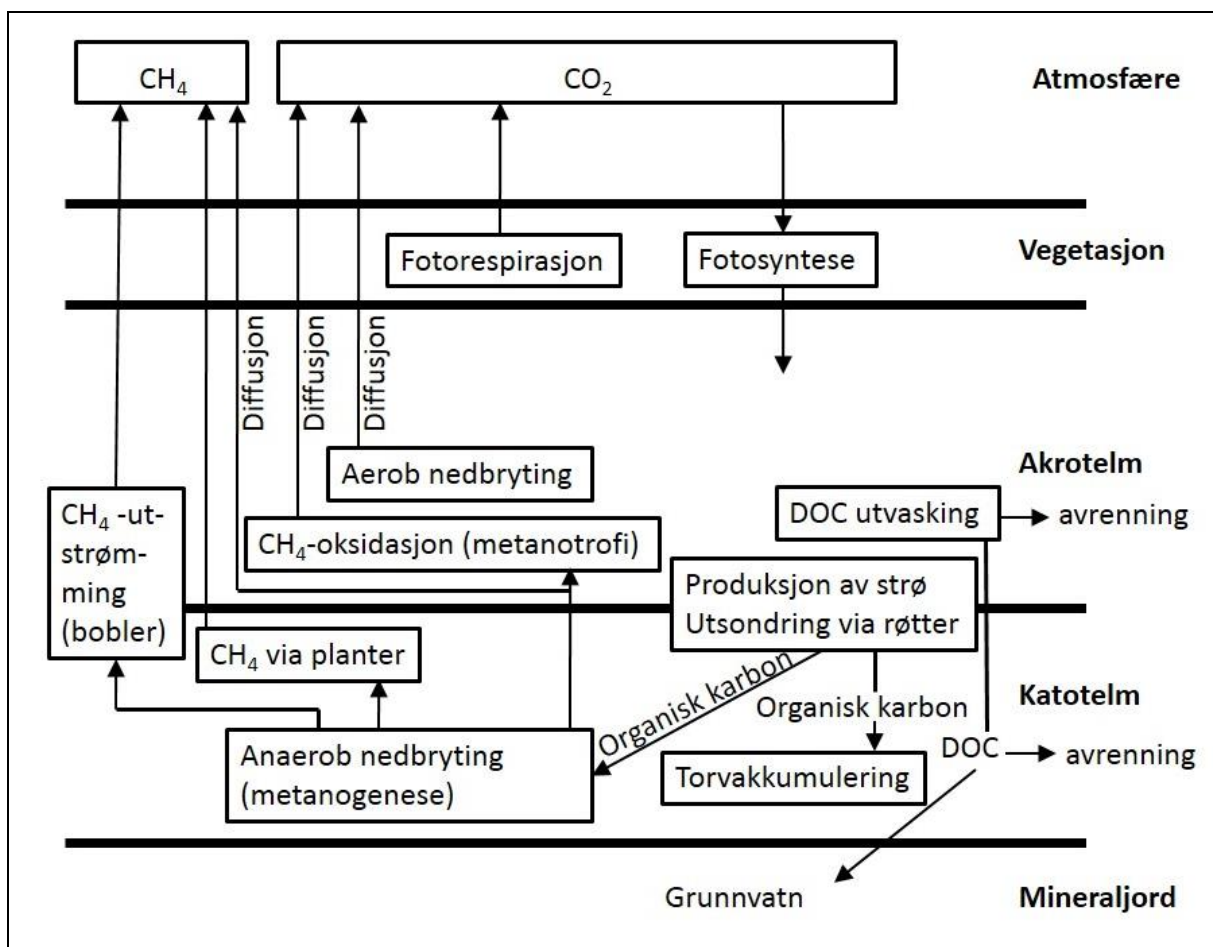 CH₄
CO₂
Atmosfære
Fotorespirasjon
Fotosyntese
Vegetasjon
Diffusjon
Diffusjon
Diffusjon
Aerob nedbryting
Akrotelm
CH₄ -ut-
strøm-
ming
(bobler)
CH₄-oksidasjon (metanotrofi)
DOC utvasking
avrenning
Produksjon av strø
Utsondring via røtter
CH₄ via planter
Organisk karbon
Organisk karbon
Katotelm
Anaerob nedbryting
(metanogenese)
Torvakkumulering
DOC
avrenning
Grunnvatn
Mineraljord